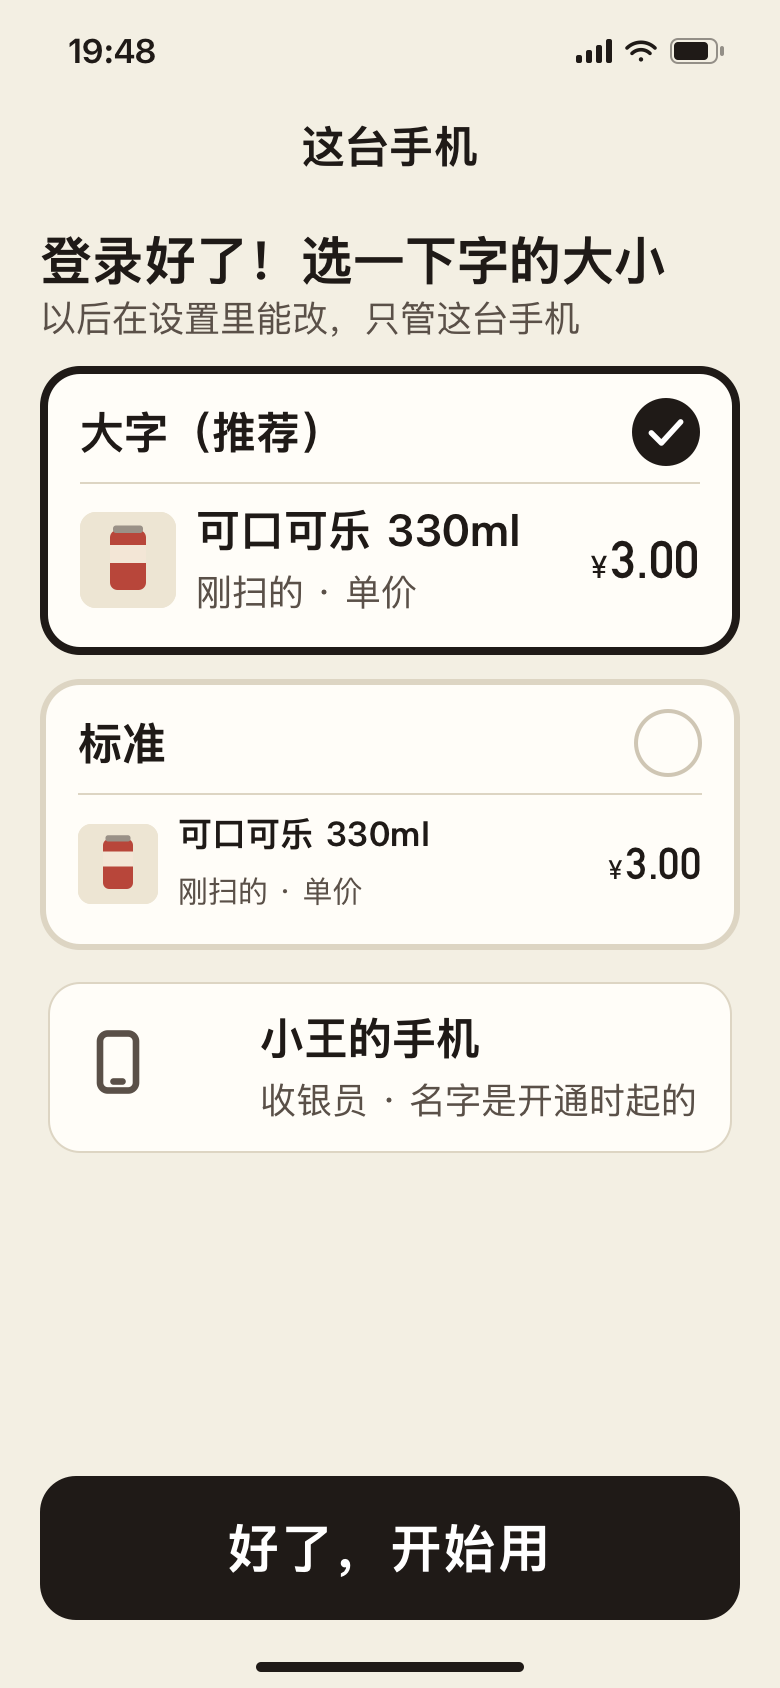 19:48
这台手机
登录好了！选一下字的大小
以后在设置里能改，只管这台手机
大字（推荐）
可口可乐 330ml
刚扫的 · 单价
¥3.00
标准
可口可乐 330ml
刚扫的 · 单价
¥3.00
小王的手机
收银员 · 名字是开通时起的
好了，开始用